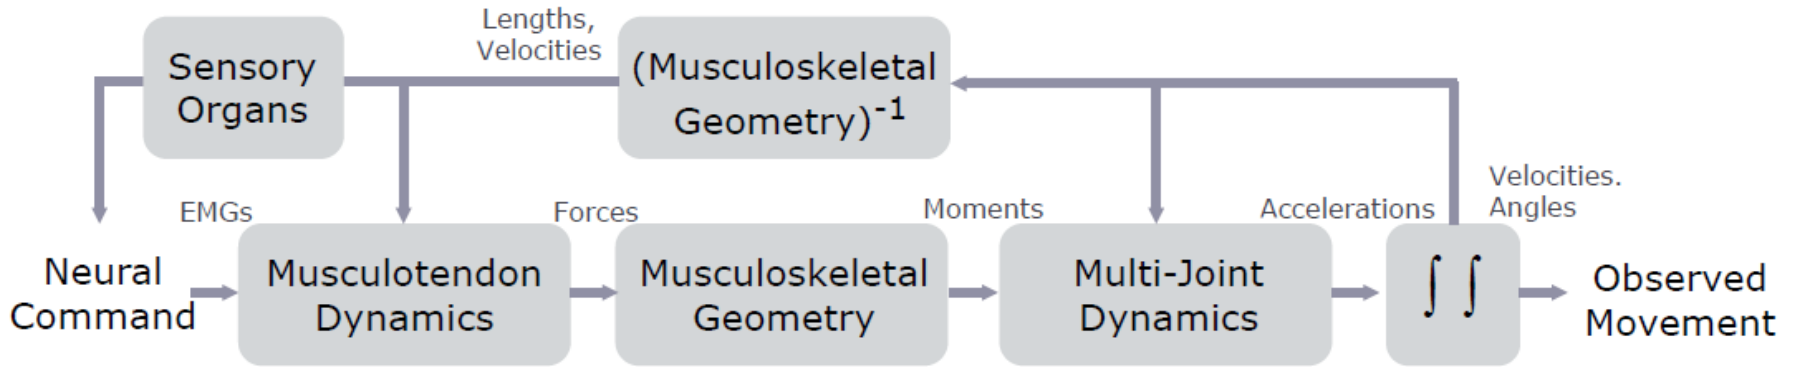 Lengths,
Velocities
Sensory
Organs
(Musculoskeletal
Geometry)⁻¹
Velocities.
Angles
EMGs
Forces
Moments
Accelerations
Neural
Command
Musculotendon
Dynamics
Musculoskeletal
Geometry
Multi-Joint
Dynamics
∫ ∫
Observed
Movement